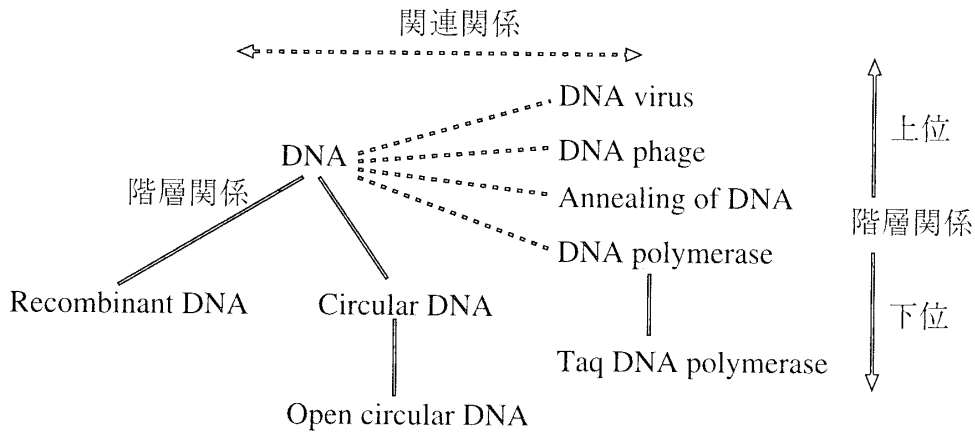 関連関係
DNA virus
上位
DNA
DNA phage
階層関係
Annealing of DNA
階層関係
DNA polymerase
Recombinant DNA
Circular DNA
下位
Taq DNA polymerase
Open circular DNA